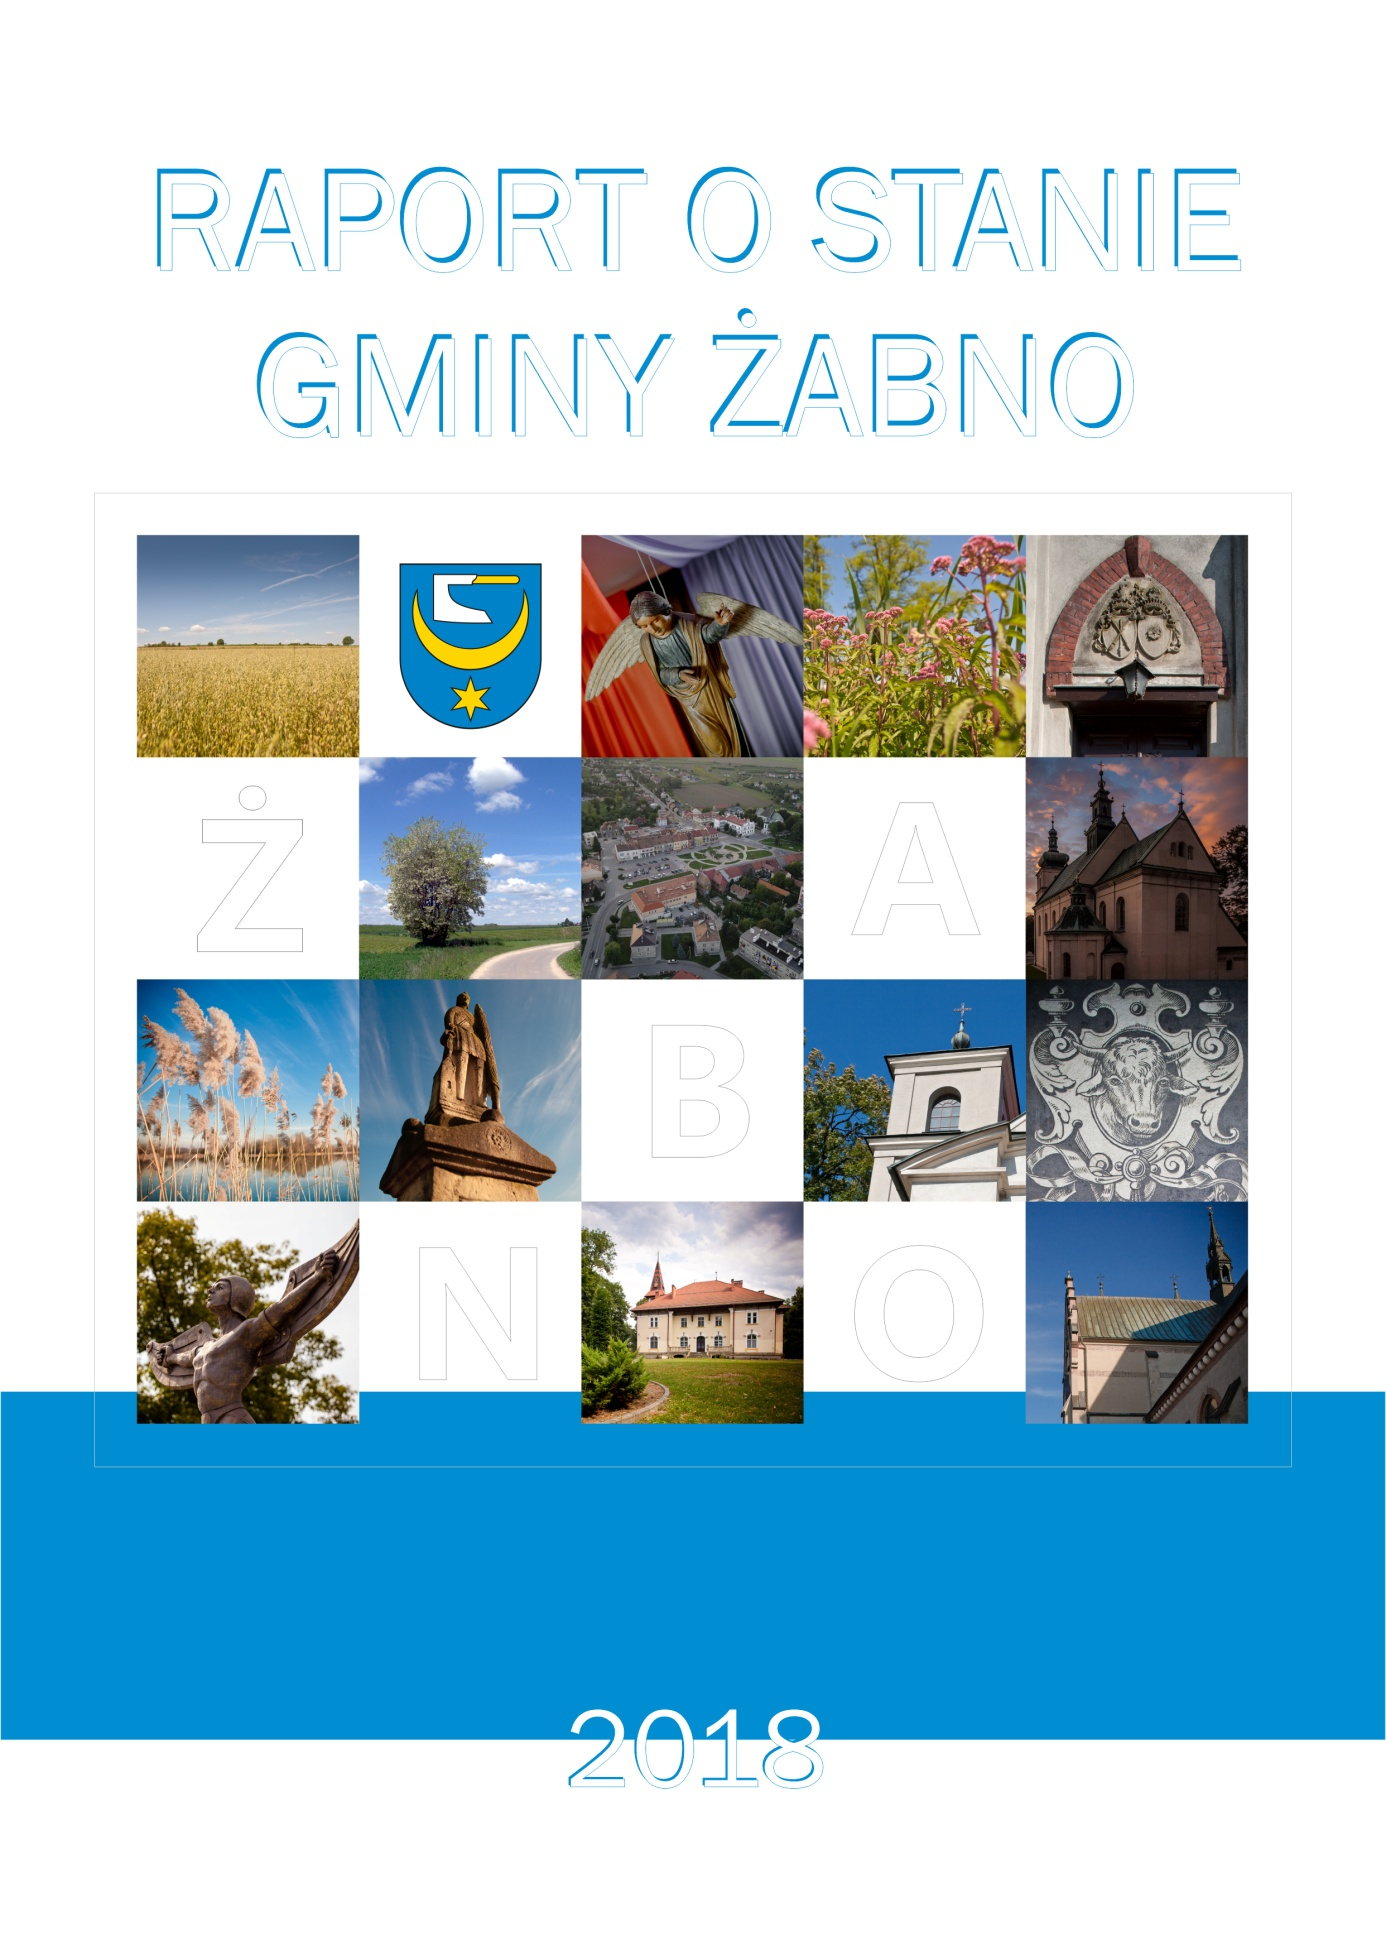 RAPORT O STANIE
GMINY ŻABNO
Ż A
B
N O
2018